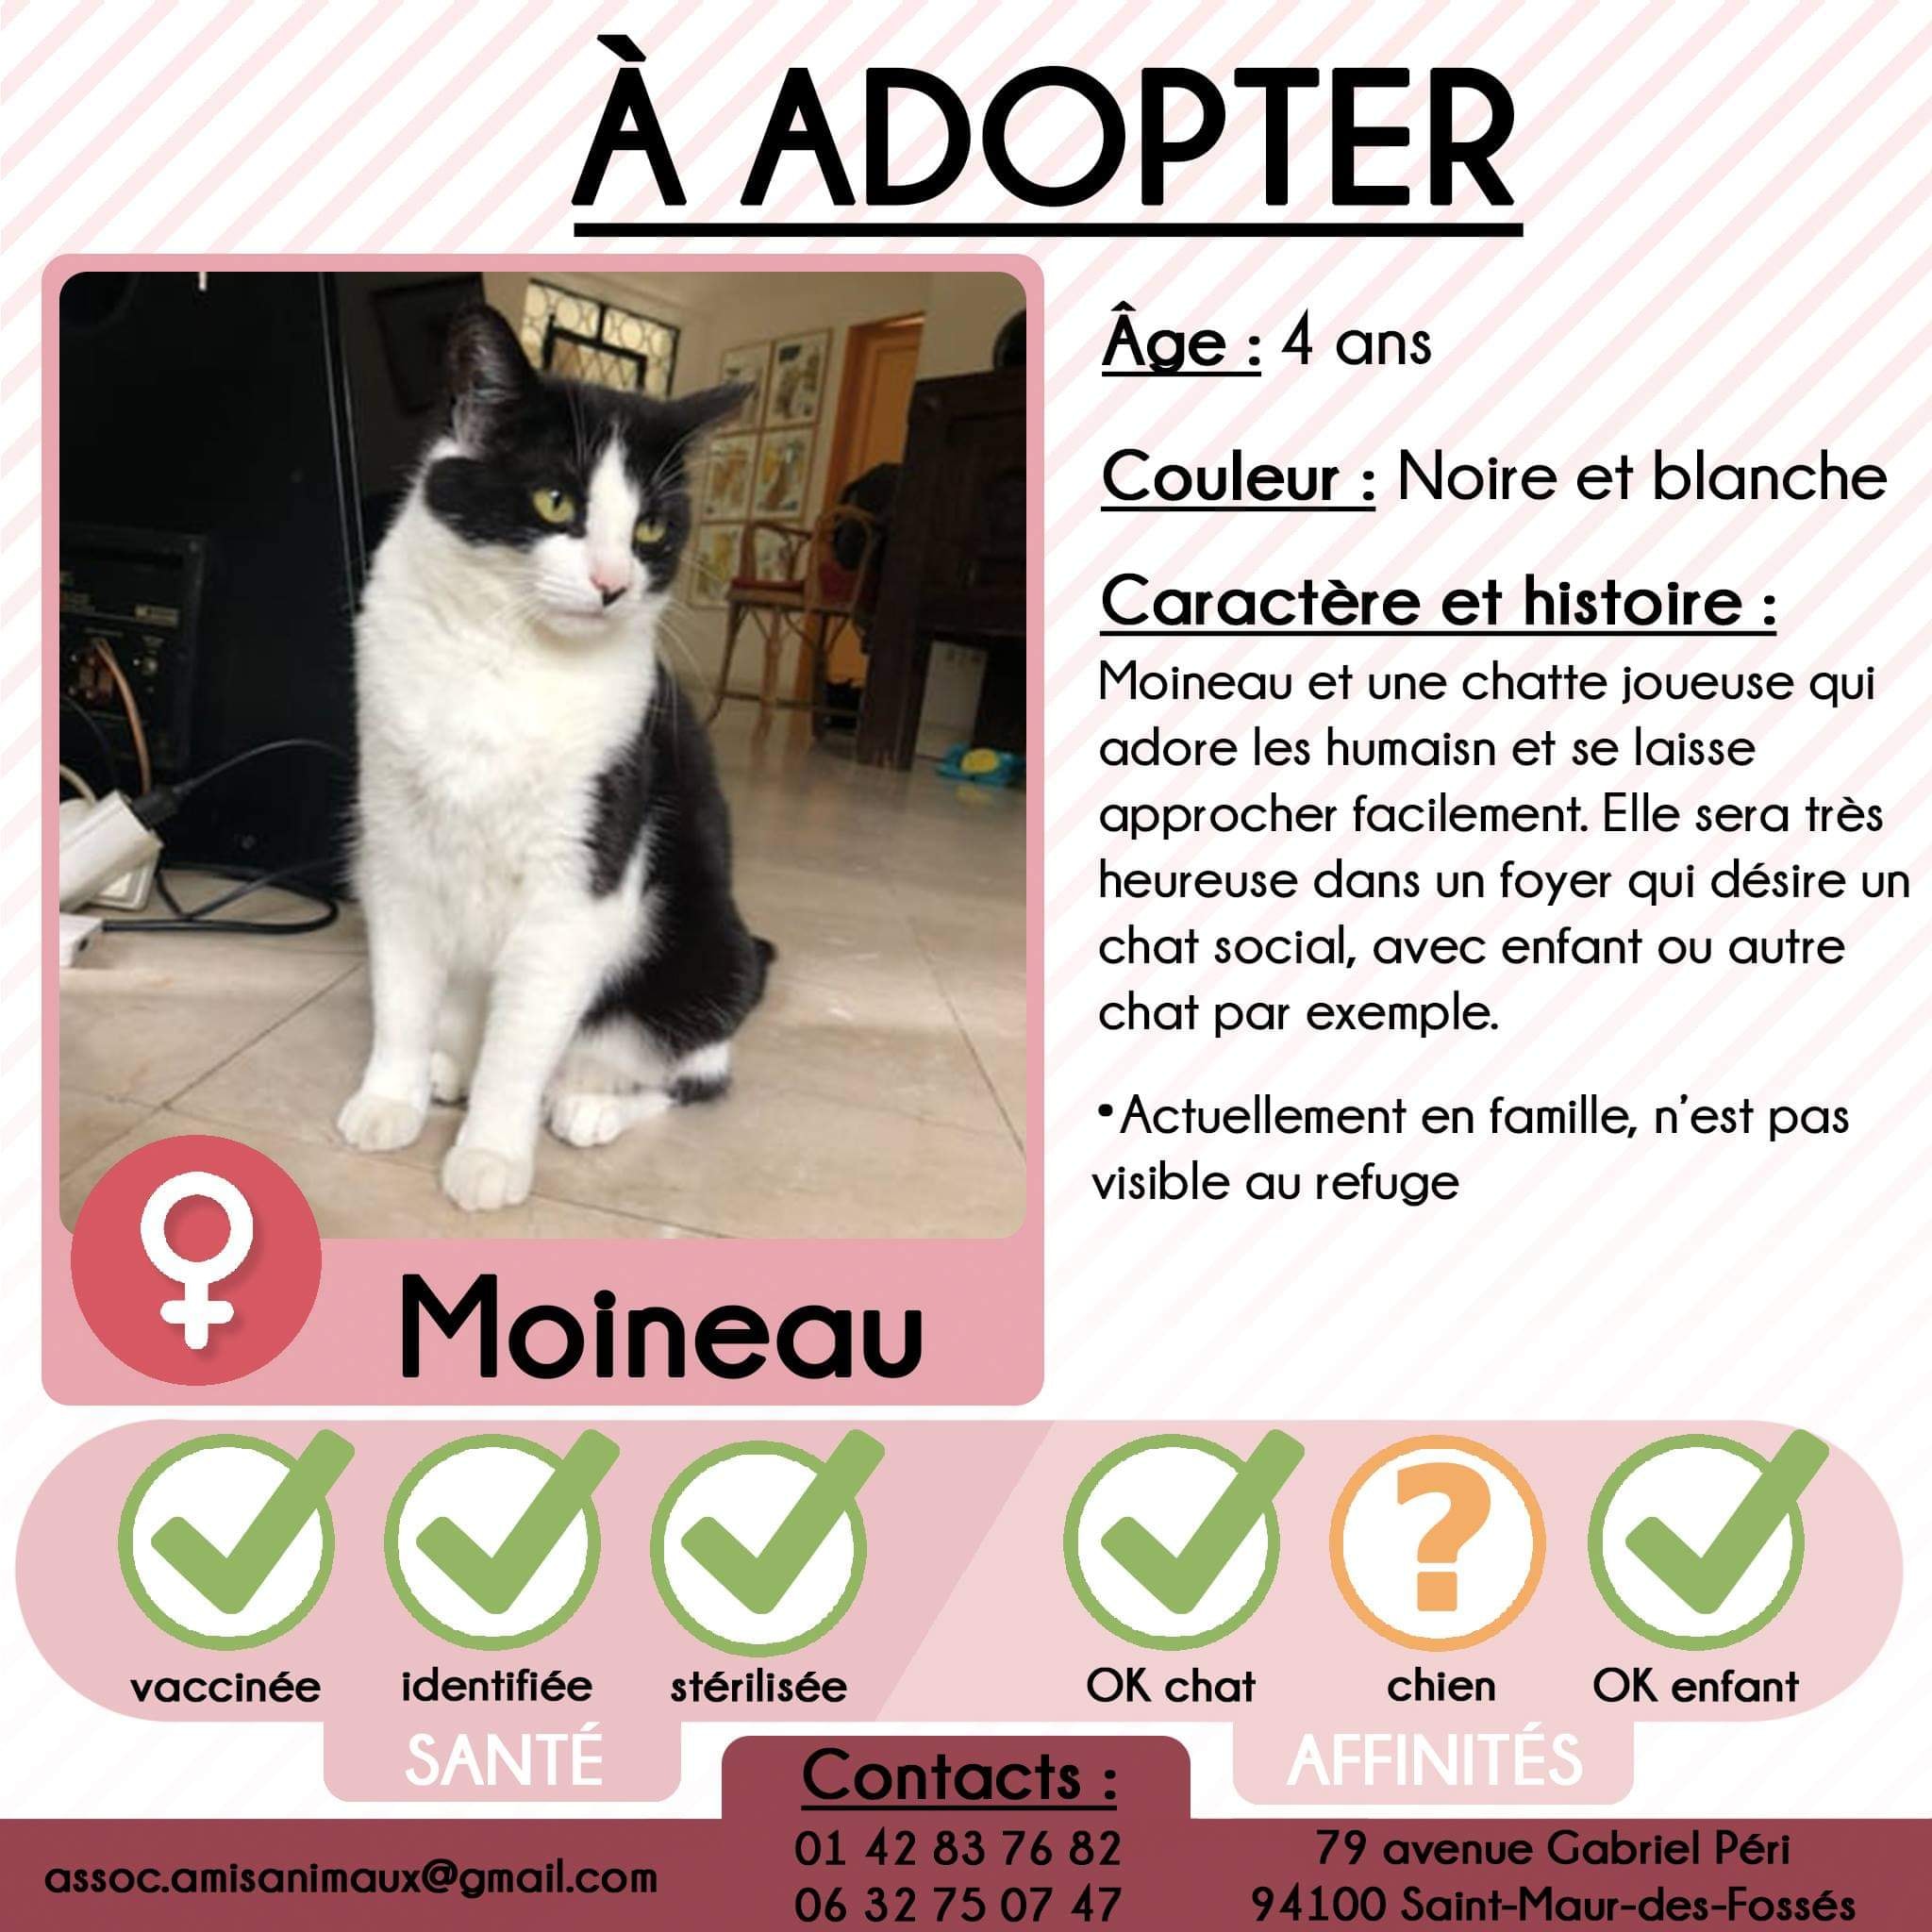 À ADOPTER
Âge : 4 ans
Couleur : Noire et blanche
Caractère et histoire :
Moineau et une chatte joueuse qui
adore les humaisn et se laisse
approcher facilement. Elle sera très
heureuse dans un foyer qui désire un
chat social, avec enfant ou autre
chat par exemple.
•Actuellement en famille, n’est pas
visible au refuge
Moineau
vaccinée
identifiée
stérilisée
SANTÉ
OK chat
chien
OK enfant
AFFINITÉS
Contacts :
assoc.amisanimaux@gmail.com
01 42 83 76 82
06 32 75 07 47
79 avenue Gabriel Péri
94100 Saint-Maur-des-Fossés